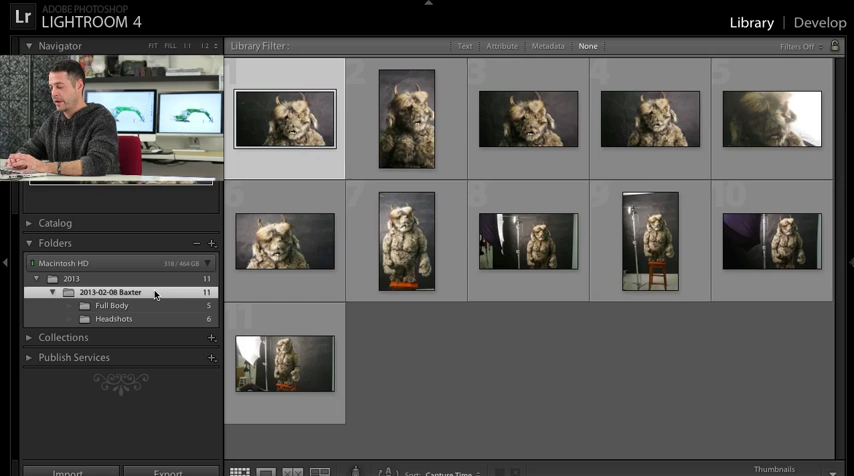 Lr
ADOBE PHOTOSHOP
LIGHTROOM 4
Library
Develop
Navigator
FIT FILL 1:1 1:2
Library Filter :
Text
Attribute
Metadata
None
Filters Off
1
2
3
4
5
6
7
8
9
10
11
Catalog
Folders
Macintosh HD
318 / 464 GB
2013 11
2013-02-08 Baxter 11
Full Body 5
Headshots 6
Collections
Publish Services
Import...
Export...
Sort: Capture Time
Thumbnails